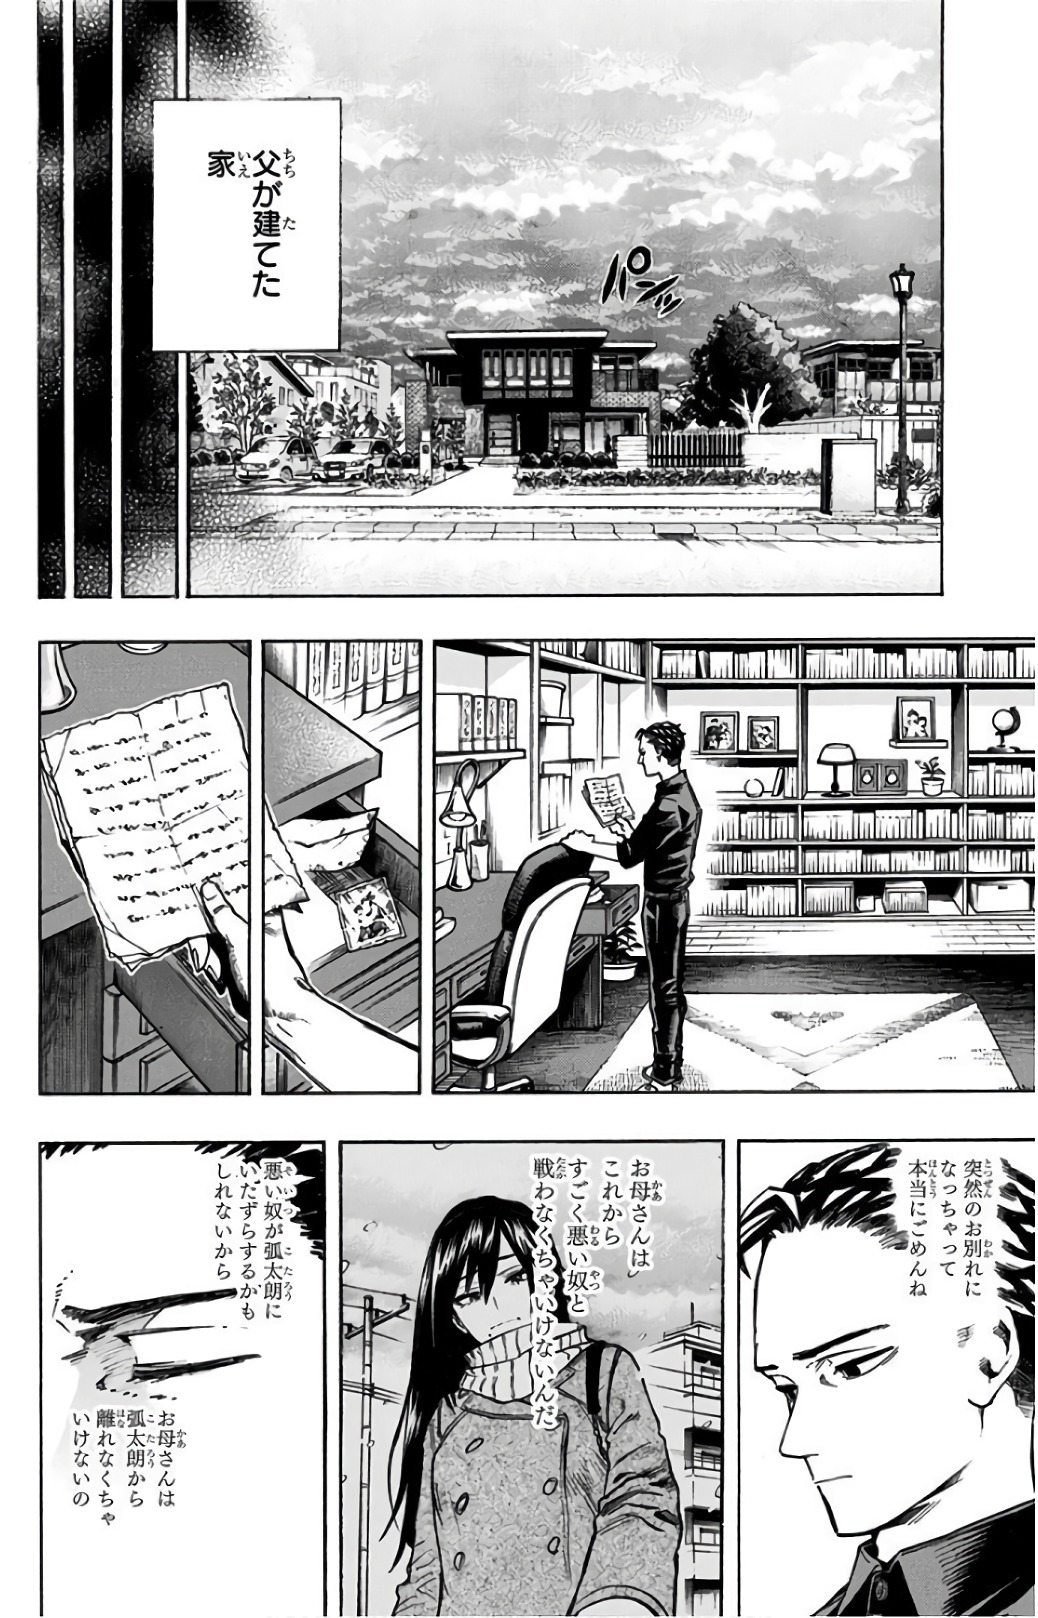 父が建てた
家
パンッ
突然のお別れに
なっちゃって
本当にごめんね
お母さんは
これから
すごく悪い奴と
戦わなくちゃいけないんだ
悪い奴が弧太朗に
いたずらするかも
しれないから
お母さんは
弧太朗から
離れなくちゃ
いけないの